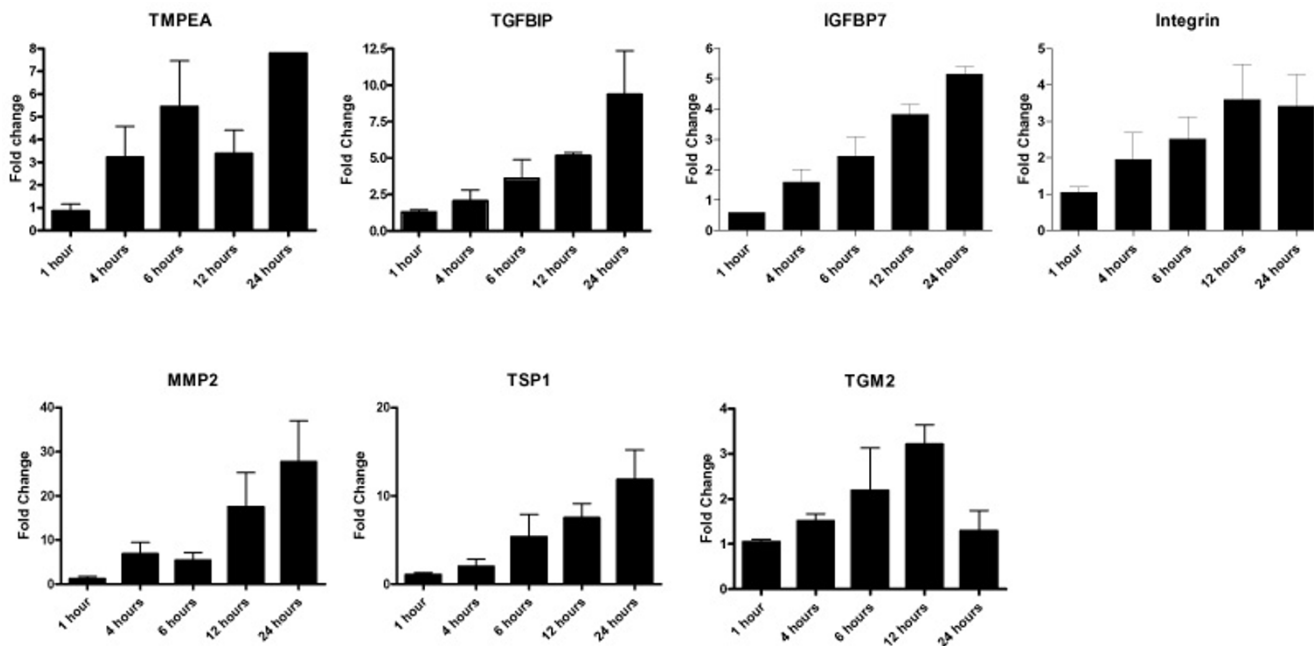 TMPEA
Fold change
8
7
6
5
4
3
2
1
0
1 hour
4 hours
6 hours
12 hours
24 hours
TGFBIP
Fold Change
12.5
10.0
7.5
5.0
2.5
0.0
1 hour
4 hours
6 hours
12 hours
24 hours
IGFBP7
Fold Change
6
5
4
3
2
1
0
1 hour
4 hours
6 hours
12 hours
24 hours
Integrin
Fold Change
5
4
3
2
1
0
1 hour
4 hours
6 hours
12 hours
24 hours
MMP2
Fold Change
40
30
20
10
0
1 hour
4 hours
6 hours
12 hours
24 hours
TSP1
Fold Change
20
10
0
1 hour
4 hours
6 hours
12 hours
24 hours
TGM2
Fold Change
4
3
2
1
0
1 hour
4 hours
6 hours
12 hours
24 hours